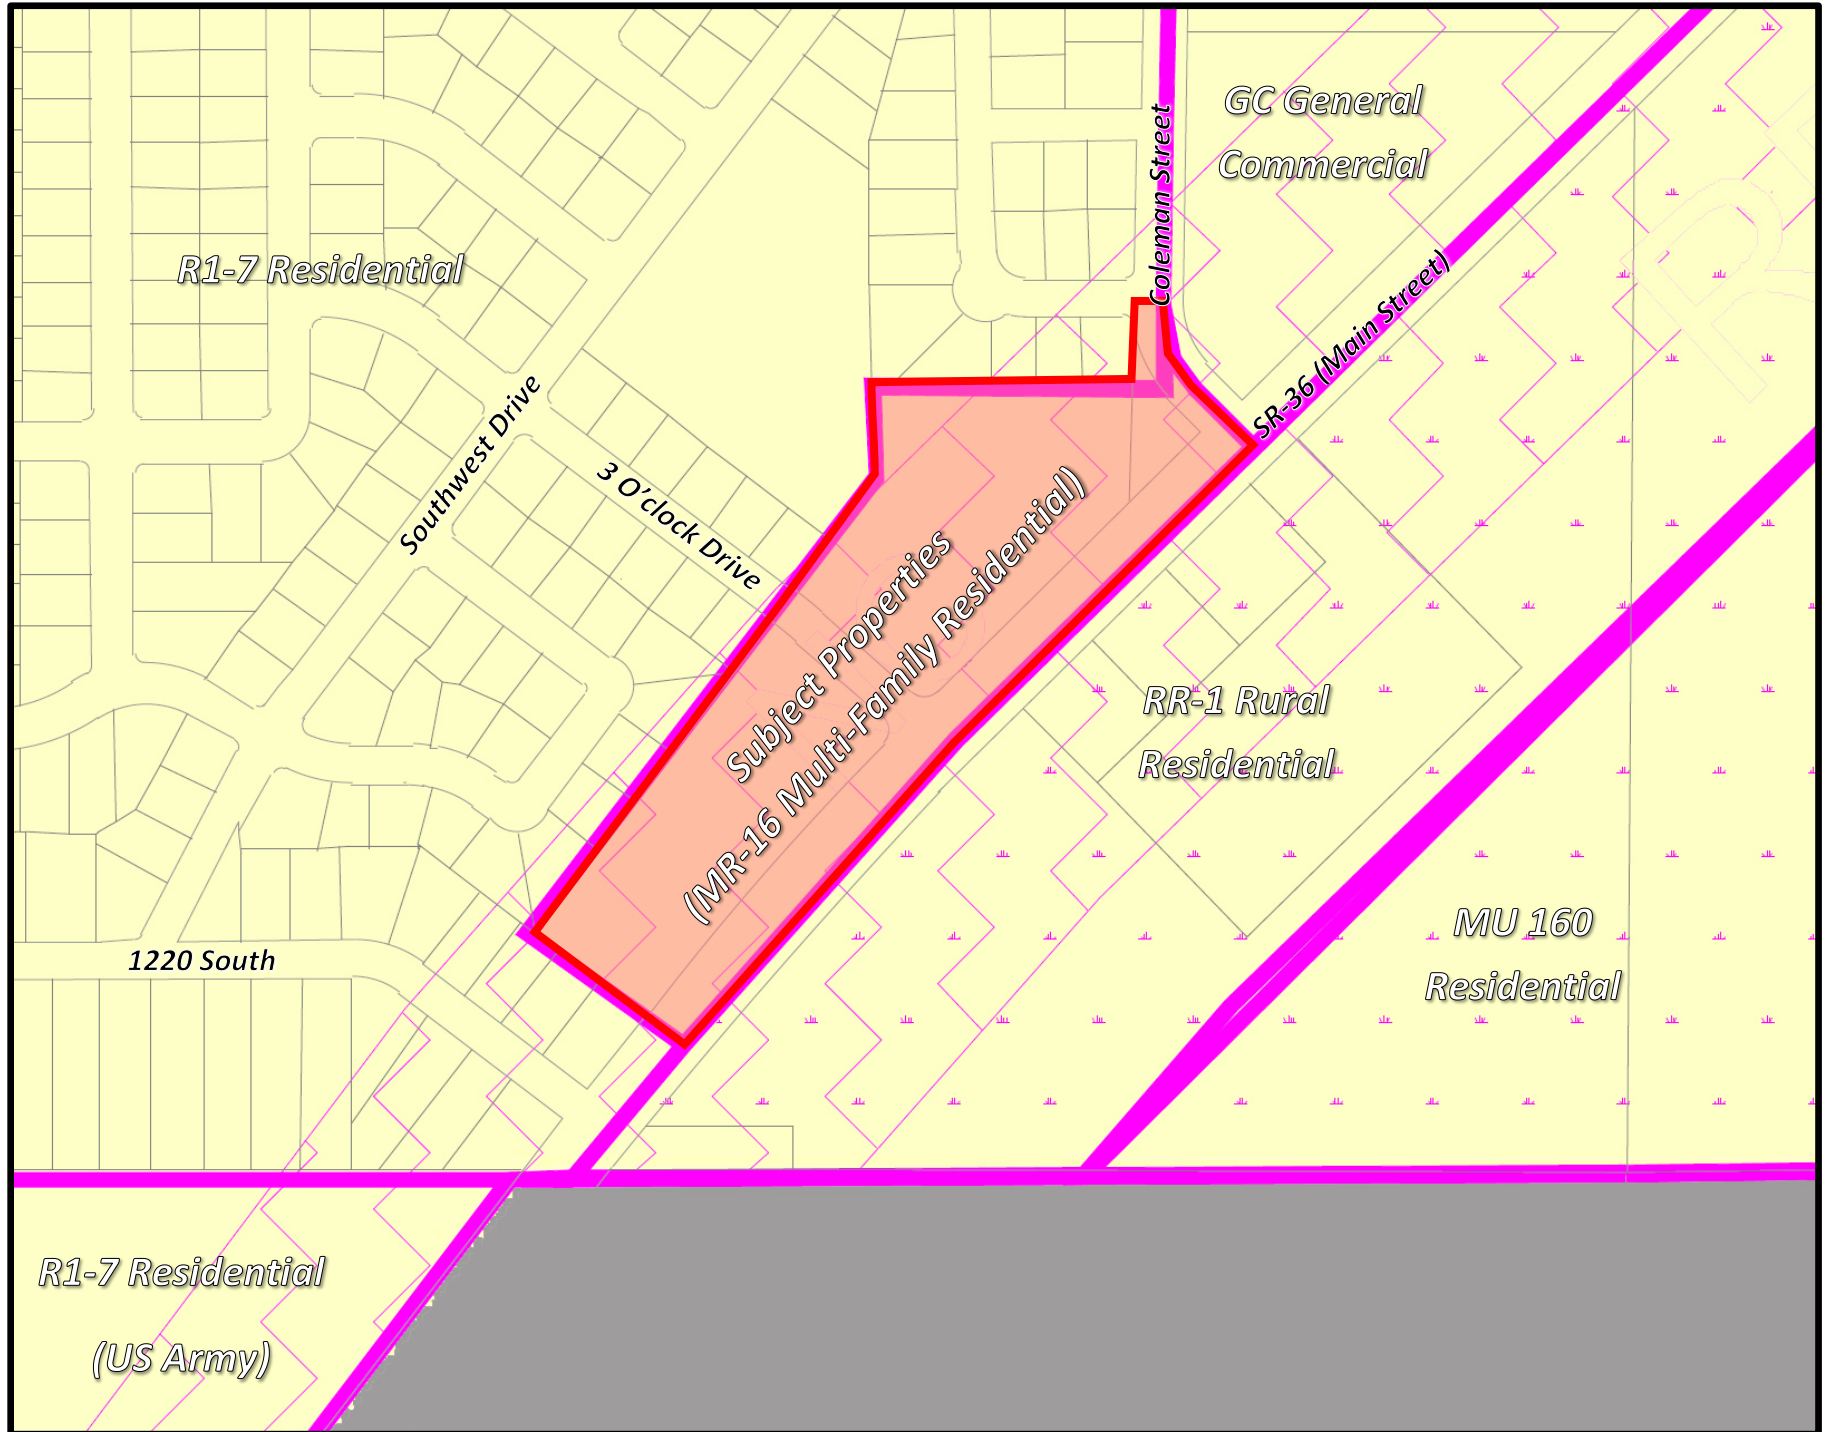 GC General
Commercial
Coleman Street
R1-7 Residential
SR-36 (Main Street)
Southwest Drive
3 O'clock Drive
Subject Properties
(MR-16 Multi-Family Residential)
RR-1 Rural
Residential
MU 160
Residential
1220 South
R1-7 Residential
(US Army)